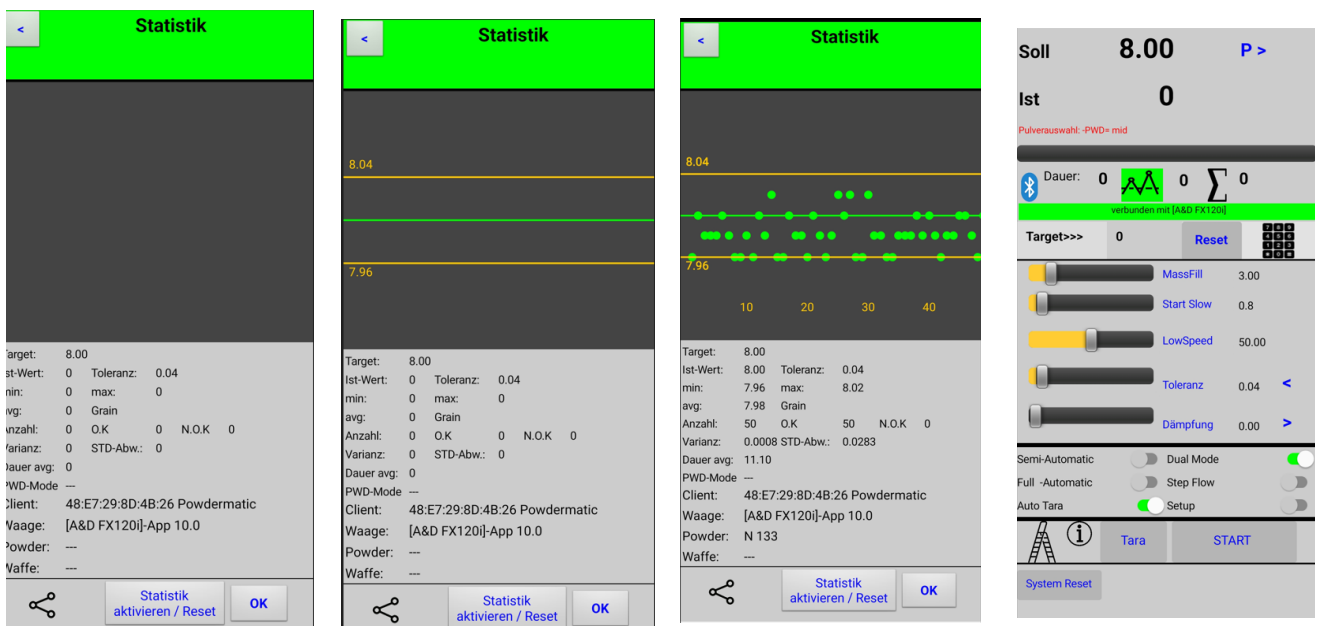 <
Statistik
Target: 8.00
Ist-Wert: 0 Toleranz: 0.04
min: 0 max: 0
avg: 0 Grain
Anzahl: 0 O.K 0 N.O.K 0
Varianz: 0 STD-Abw.: 0
Dauer avg: 0
PWD-Mode ---
Client: 48:E7:29:8D:4B:26 Powdermatic
Waage: [A&D FX120i]-App 10.0
Powder: ---
Waffe: ---
Statistik
aktivieren / Reset
OK
<
Statistik
8.04
7.96
Target: 8.00
Ist-Wert: 0 Toleranz: 0.04
min: 0 max: 0
avg: 0 Grain
Anzahl: 0 O.K 0 N.O.K 0
Varianz: 0 STD-Abw.: 0
Dauer avg: 0
PWD-Mode ---
Client: 48:E7:29:8D:4B:26 Powdermatic
Waage: [A&D FX120i]-App 10.0
Powder: ---
Waffe: ---
Statistik
aktivieren / Reset
OK
<
Statistik
8.04
7.96
10 20 30 40
Target: 8.00
Ist-Wert: 8.00 Toleranz: 0.04
min: 7.96 max: 8.02
avg: 7.98 Grain
Anzahl: 50 O.K 50 N.O.K 0
Varianz: 0.0008 STD-Abw.: 0.0283
Dauer avg: 11.10
PWD-Mode ---
Client: 48:E7:29:8D:4B:26 Powdermatic
Waage: [A&D FX120i]-App 10.0
Powder: N 133
Waffe: ---
Statistik
aktivieren / Reset
OK
Soll 8.00 P >
Ist 0
Pulverauswahl: -PWD= mid
Dauer: 0 0 ∑ 0
verbunden mit [A&D FX120i]
Target>>> 0 Reset
MassFill 3.00
Start Slow 0.8
LowSpeed 50.00
Toleranz 0.04 <
Dämpfung 0.00 >
Semi-Automatic Dual Mode
Full -Automatic Step Flow
Auto Tara Setup
Tara START
System Reset